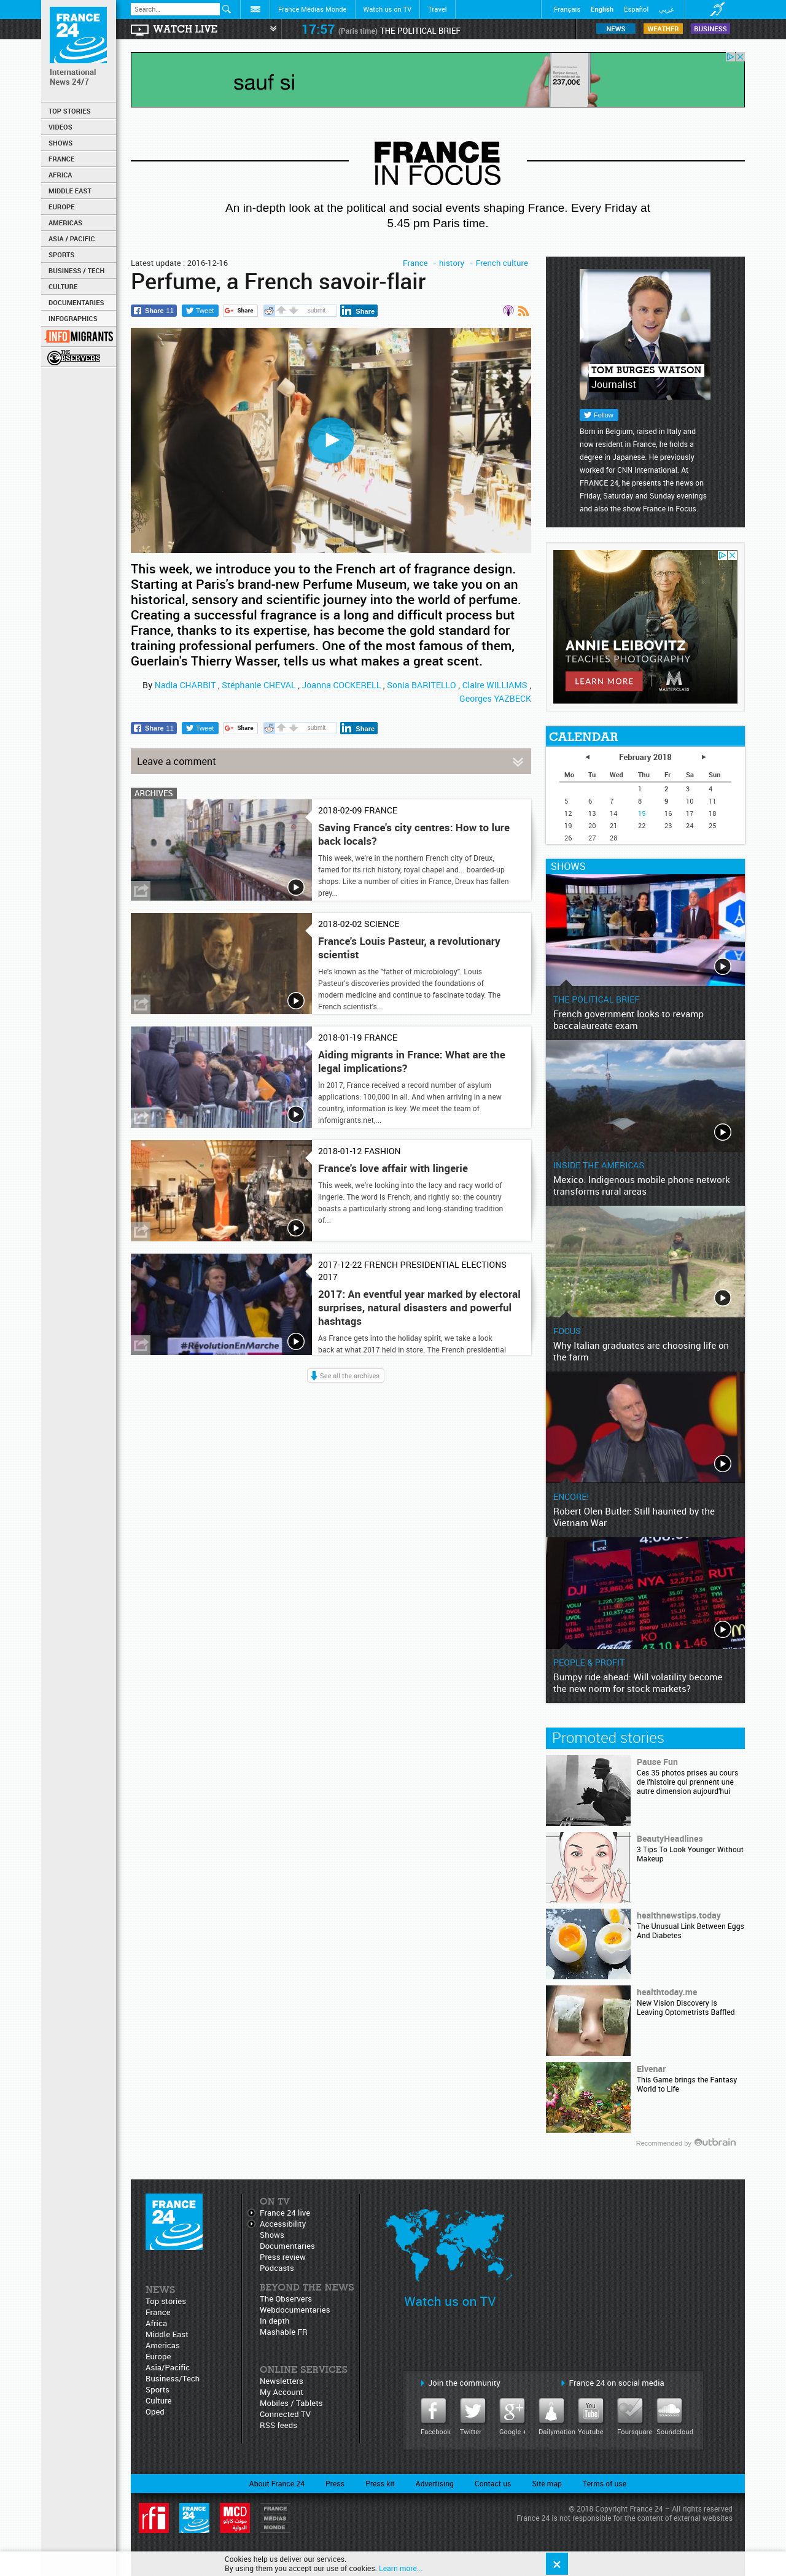 FRANCE 24
International News 24/7
TOP STORIES
VIDEOS
SHOWS
FRANCE
AFRICA
MIDDLE EAST
EUROPE
AMERICAS
ASIA / PACIFIC
SPORTS
BUSINESS / TECH
CULTURE
DOCUMENTARIES
INFOGRAPHICS
INFOMIGRANTS
THE OBSERVERS
Search...
France Médias Monde
Watch us on TV
Travel
Français
English
Español
عربي
WATCH LIVE
17:57 (Paris time) THE POLITICAL BRIEF
NEWS
WEATHER
BUSINESS
sauf si
237,00€
FRANCE
IN FOCUS
An in-depth look at the political and social events shaping France. Every Friday at
5.45 pm Paris time.
Latest update : 2016-12-16
France - history - French culture
Perfume, a French savoir-flair
Share 11
Tweet
Share
submit
Share
This week, we introduce you to the French art of fragrance design.
Starting at Paris's brand-new Perfume Museum, we take you on an
historical, sensory and scientific journey into the world of perfume.
Creating a successful fragrance is a long and difficult process but
France, thanks to its expertise, has become the gold standard for
training professional perfumers. One of the most famous of them,
Guerlain's Thierry Wasser, tells us what makes a great scent.
By Nadia CHARBIT , Stéphanie CHEVAL , Joanna COCKERELL , Sonia BARITELLO , Claire WILLIAMS ,
Georges YAZBECK
Share 11
Tweet
Share
submit
Share
Leave a comment
ARCHIVES
2018-02-09 FRANCE
Saving France's city centres: How to lure
back locals?
This week, we're in the northern French city of Dreux,
famed for its rich history, royal chapel and... boarded-up
shops. Like a number of cities in France, Dreux has fallen
prey...
2018-02-02 SCIENCE
France's Louis Pasteur, a revolutionary
scientist
He's known as the "father of microbiology". Louis
Pasteur's discoveries provided the foundations of
modern medicine and continue to fascinate today. The
French scientist's...
2018-01-19 FRANCE
Aiding migrants in France: What are the
legal implications?
In 2017, France received a record number of asylum
applications: 100,000 in all. And when arriving in a new
country, information is key. We meet the team of
infomigrants.net,...
2018-01-12 FASHION
France's love affair with lingerie
This week, we're looking into the lacy and racy world of
lingerie. The word is French, and rightly so: the country
boasts a particularly strong and long-standing tradition
of...
#RévolutionEnMarche
2017-12-22 FRENCH PRESIDENTIAL ELECTIONS
2017
2017: An eventful year marked by electoral
surprises, natural disasters and powerful
hashtags
As France gets into the holiday spirit, we take a look
back at what 2017 held in store. The French presidential
See all the archives
TOM BURGES WATSON
Journalist
Follow
Born in Belgium, raised in Italy and
now resident in France, he holds a
degree in Japanese. He previously
worked for CNN International. At
FRANCE 24, he presents the news on
Friday, Saturday and Sunday evenings
and also the show France in Focus.
ANNIE LEIBOVITZ
TEACHES PHOTOGRAPHY
LEARN MORE
MASTERCLASS
CALENDAR
February 2018
Mo Tu Wed Thu Fr Sa Sun
1 2 3 4
5 6 7 8 9 10 11
12 13 14 15 16 17 18
19 20 21 22 23 24 25
26 27 28
SHOWS
THE POLITICAL BRIEF
French government looks to revamp
baccalaureate exam
INSIDE THE AMERICAS
Mexico: Indigenous mobile phone network
transforms rural areas
FOCUS
Why Italian graduates are choosing life on
the farm
ENCORE!
Robert Olen Butler: Still haunted by the
Vietnam War
DJI
12,271
43.10
PEOPLE & PROFIT
Bumpy ride ahead: Will volatility become
the new norm for stock markets?
Promoted stories
Pause Fun
Ces 35 photos prises au cours
de l'histoire qui prennent une
autre dimension aujourd'hui
BeautyHeadlines
3 Tips To Look Younger Without
Makeup
healthnewstips.today
The Unusual Link Between Eggs
And Diabetes
healthtoday.me
New Vision Discovery Is
Leaving Optometrists Baffled
Elvenar
This Game brings the Fantasy
World to Life
Recommended by Outbrain
FRANCE 24
NEWS
Top stories
France
Africa
Middle East
Americas
Europe
Asia/Pacific
Business/Tech
Sports
Culture
Oped
ON TV
France 24 live
Accessibility
Shows
Documentaries
Press review
Podcasts
BEYOND THE NEWS
The Observers
Webdocumentaries
In depth
Mashable FR
ONLINE SERVICES
Newsletters
My Account
Mobiles / Tablets
Connected TV
RSS feeds
Watch us on TV
Join the community
France 24 on social media
Facebook
Twitter
Google +
Dailymotion
Youtube
Foursquare
Soundcloud
About France 24
Press
Press kit
Advertising
Contact us
Site map
Terms of use
rfi
FRANCE 24
MCD
FRANCE MÉDIAS MONDE
© 2018 Copyright France 24 – All rights reserved
France 24 is not responsible for the content of external websites
Cookies help us deliver our services.
By using them you accept our use of cookies. Learn more...